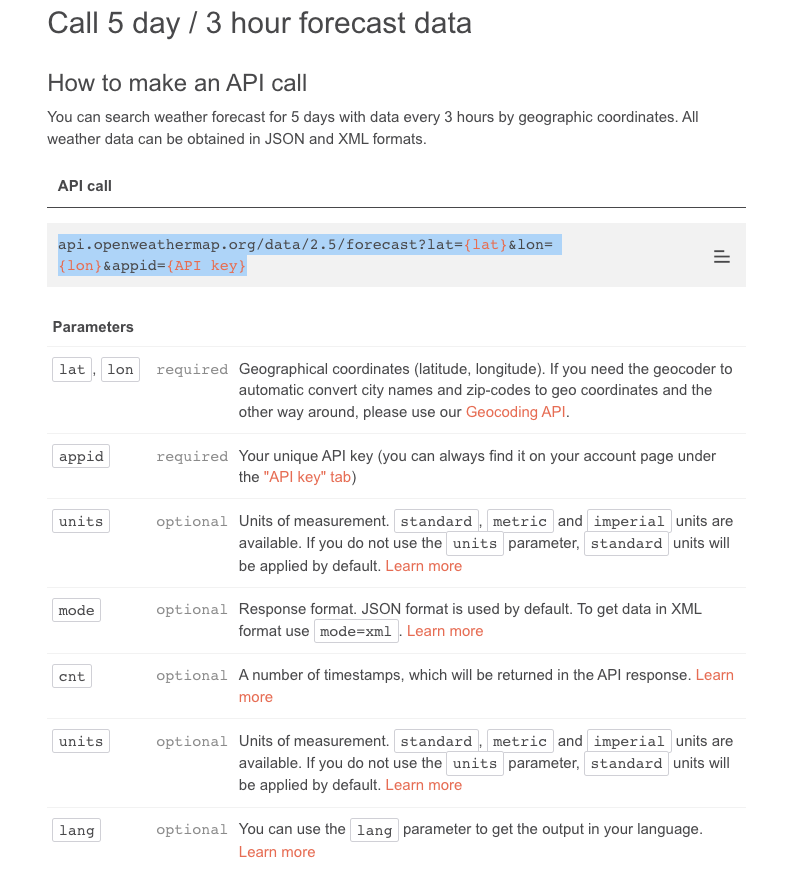 Call 5 day / 3 hour forecast data
How to make an API call
You can search weather forecast for 5 days with data every 3 hours by geographic coordinates. All
weather data can be obtained in JSON and XML formats.
API call
api.openweathermap.org/data/2.5/forecast?lat={lat}&lon=
{lon}&appid={API key}
Parameters
lat, lon required Geographical coordinates (latitude, longitude). If you need the geocoder to
automatic convert city names and zip-codes to geo coordinates and the
other way around, please use our Geocoding API.
appid required Your unique API key (you can always find it on your account page under
the "API key" tab)
units optional Units of measurement. standard, metric and imperial units are
available. If you do not use the units parameter, standard units will
be applied by default. Learn more
mode optional Response format. JSON format is used by default. To get data in XML
format use mode=xml. Learn more
cnt optional A number of timestamps, which will be returned in the API response. Learn
more
units optional Units of measurement. standard, metric and imperial units are
available. If you do not use the units parameter, standard units will
be applied by default. Learn more
lang optional You can use the lang parameter to get the output in your language.
Learn more